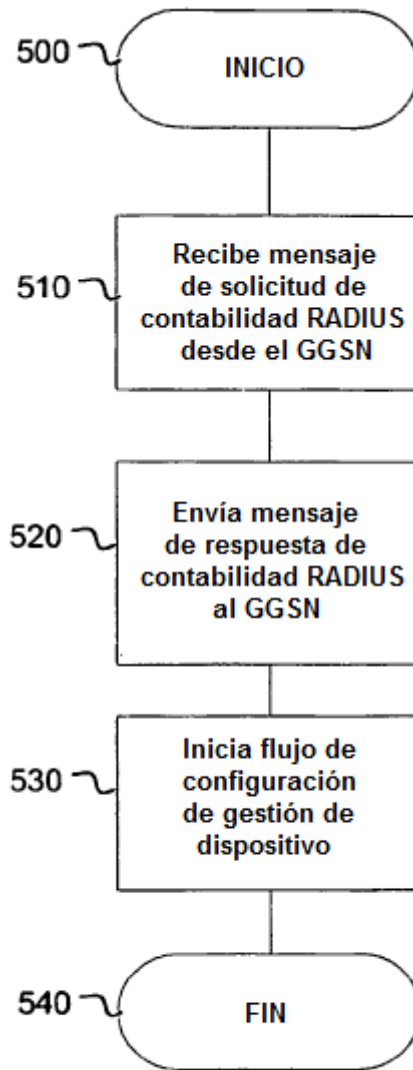 500
INICIO
510
Recibe mensaje
de solicitud de
contabilidad RADIUS
desde el GGSN
520
Envía mensaje
de respuesta de
contabilidad RADIUS
al GGSN
530
Inicia flujo de
configuración
de gestión de
dispositivo
540
FIN